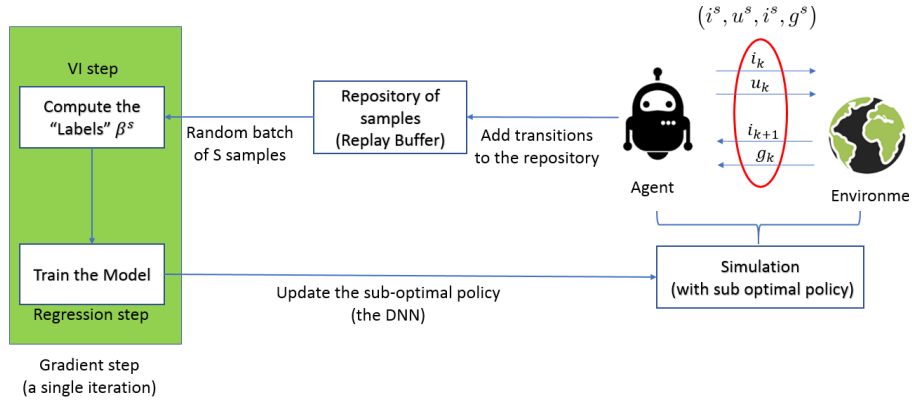 (i^s, u^s, i^s, g^s)
VI step
Compute the
“Labels” β^s
Random batch
of S samples
Repository of
samples
(Replay Buffer)
Add transitions
to the repository
i_k
u_k
i_{k+1}
g_k
Agent
Environme
Train the Model
Regression step
Update the sub-optimal policy
(the DNN)
Simulation
(with sub optimal policy)
Gradient step
(a single iteration)